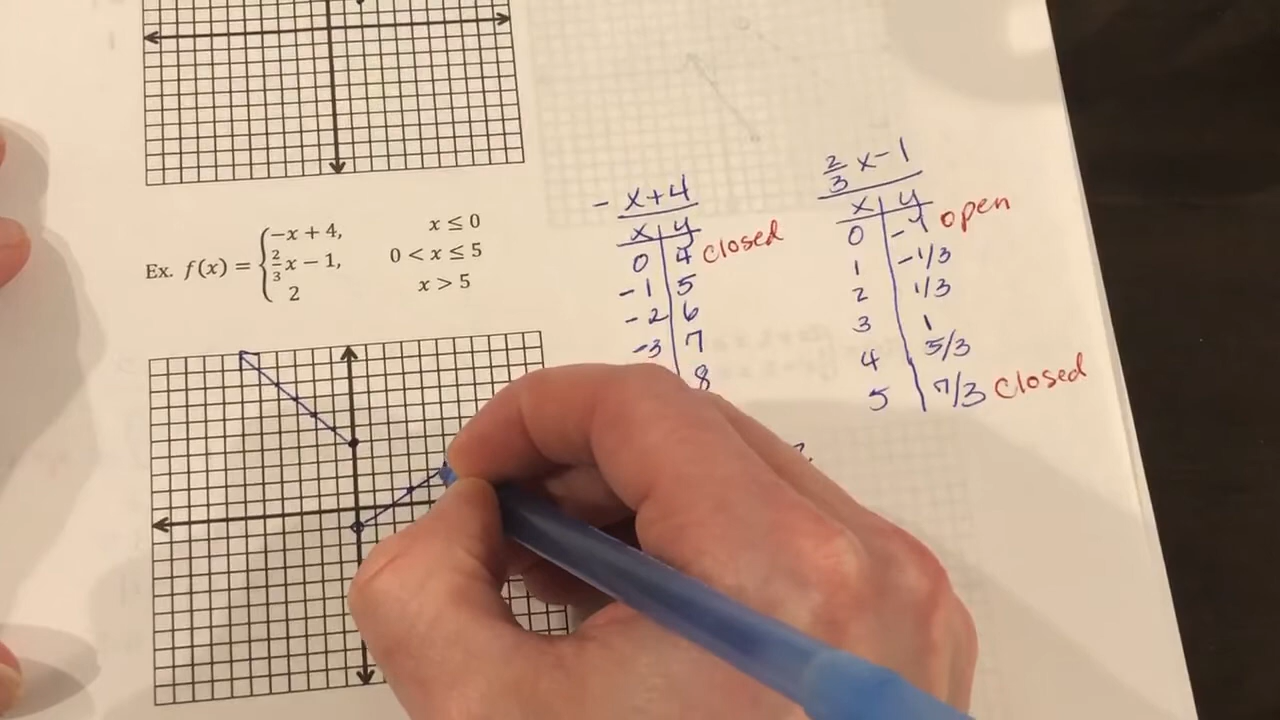 Ex. f(x) = { -x + 4, x ≤ 0
2/3 x - 1, 0 < x ≤ 5
2 x > 5
-x+4
x | y
0 | 4 closed
-1 | 5
-2 | 6
-3 | 7
8
2/3 x-1
x | y
0 | -1 open
1 | -1/3
2 | 1/3
3 | 1
4 | 5/3
5 | 7/3 closed